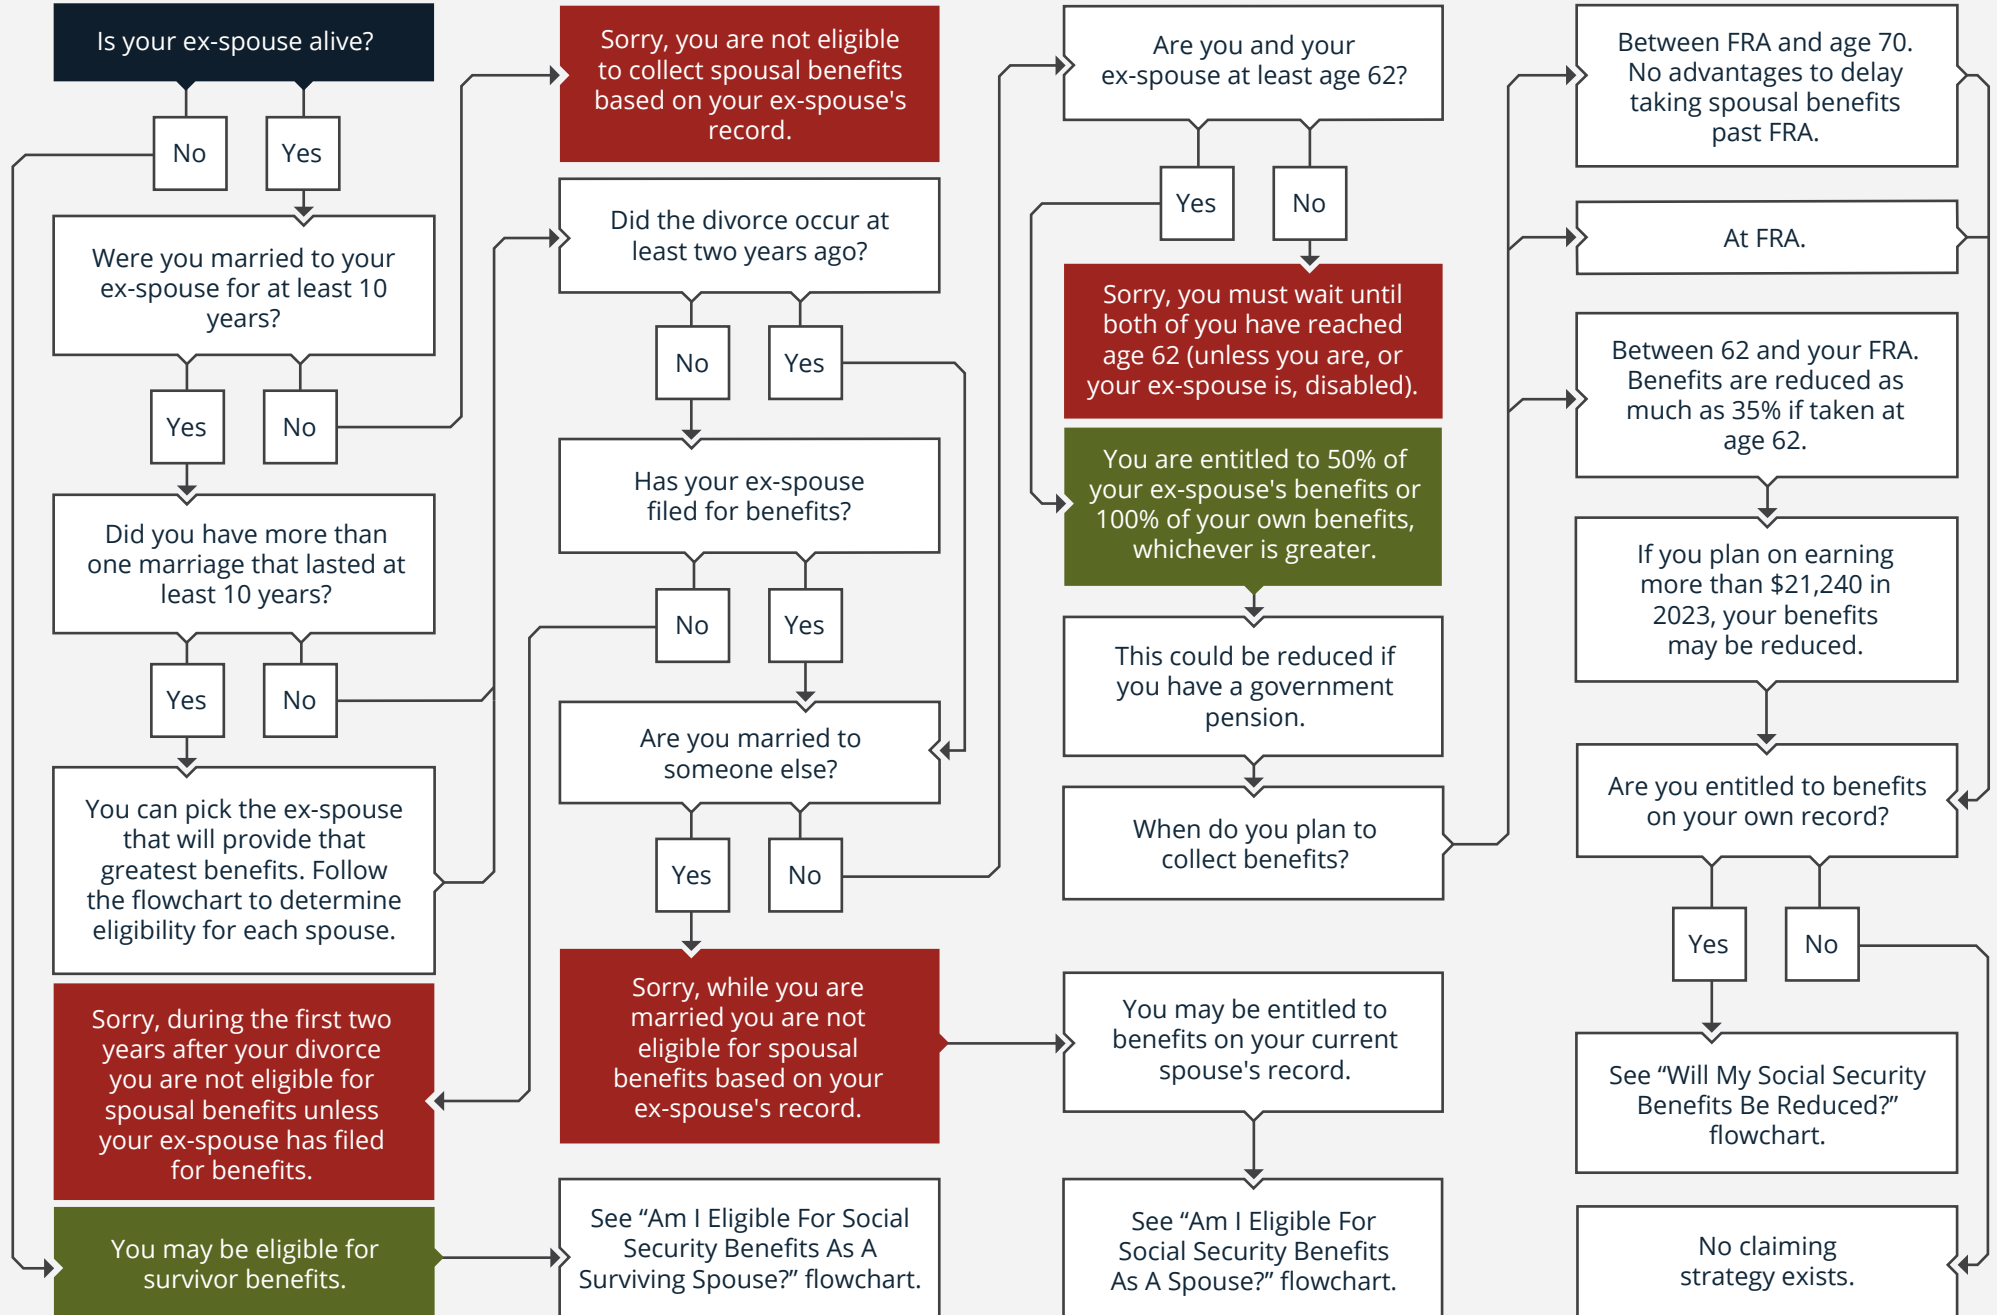 Is your ex-spouse alive?
No
Yes
Were you married to your
ex-spouse for at least 10
years?
Yes
No
Did you have more than
one marriage that lasted at
least 10 years?
Yes
No
You can pick the ex-spouse
that will provide that
greatest benefits. Follow
the flowchart to determine
eligibility for each spouse.
Sorry, during the first two
years after your divorce
you are not eligible for
spousal benefits unless
your ex-spouse has filed
for benefits.
You may be eligible for
survivor benefits.
Sorry, you are not eligible
to collect spousal benefits
based on your ex-spouse's
record.
Did the divorce occur at
least two years ago?
No
Yes
Has your ex-spouse
filed for benefits?
No
Yes
Are you married to
someone else?
Yes
No
Sorry, while you are
married you are not
eligible for spousal
benefits based on your
ex-spouse's record.
See “Am I Eligible For Social
Security Benefits As A
Surviving Spouse?” flowchart.
Are you and your
ex-spouse at least age 62?
Yes
No
Sorry, you must wait until
both of you have reached
age 62 (unless you are, or
your ex-spouse is, disabled).
You are entitled to 50% of
your ex-spouse's benefits or
100% of your own benefits,
whichever is greater.
This could be reduced if
you have a government
pension.
When do you plan to
collect benefits?
You may be entitled to
benefits on your current
spouse's record.
See “Am I Eligible For
Social Security Benefits
As A Spouse?” flowchart.
Between FRA and age 70.
No advantages to delay
taking spousal benefits
past FRA.
At FRA.
Between 62 and your FRA.
Benefits are reduced as
much as 35% if taken at
age 62.
If you plan on earning
more than $21,240 in
2023, your benefits
may be reduced.
Are you entitled to benefits
on your own record?
Yes
No
See “Will My Social Security
Benefits Be Reduced?”
flowchart.
No claiming
strategy exists.